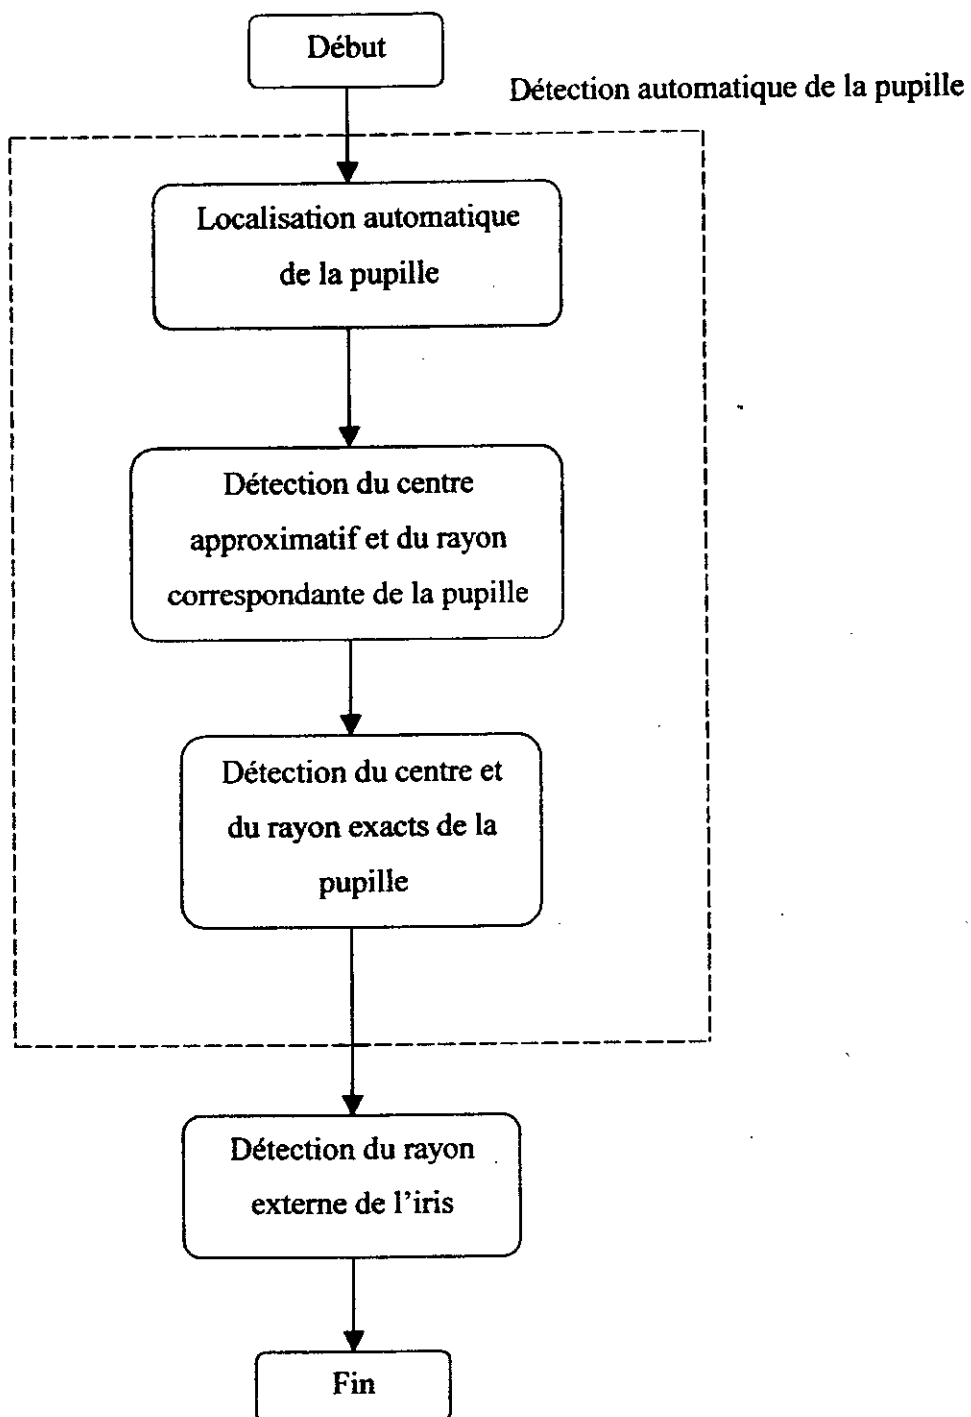 Début
Détection automatique de la pupille
Localisation automatique
de la pupille
Détection du centre
approximatif et du rayon
correspondante de la pupille
Détection du centre et
du rayon exacts de la
pupille
Détection du rayon
externe de l'iris
Fin